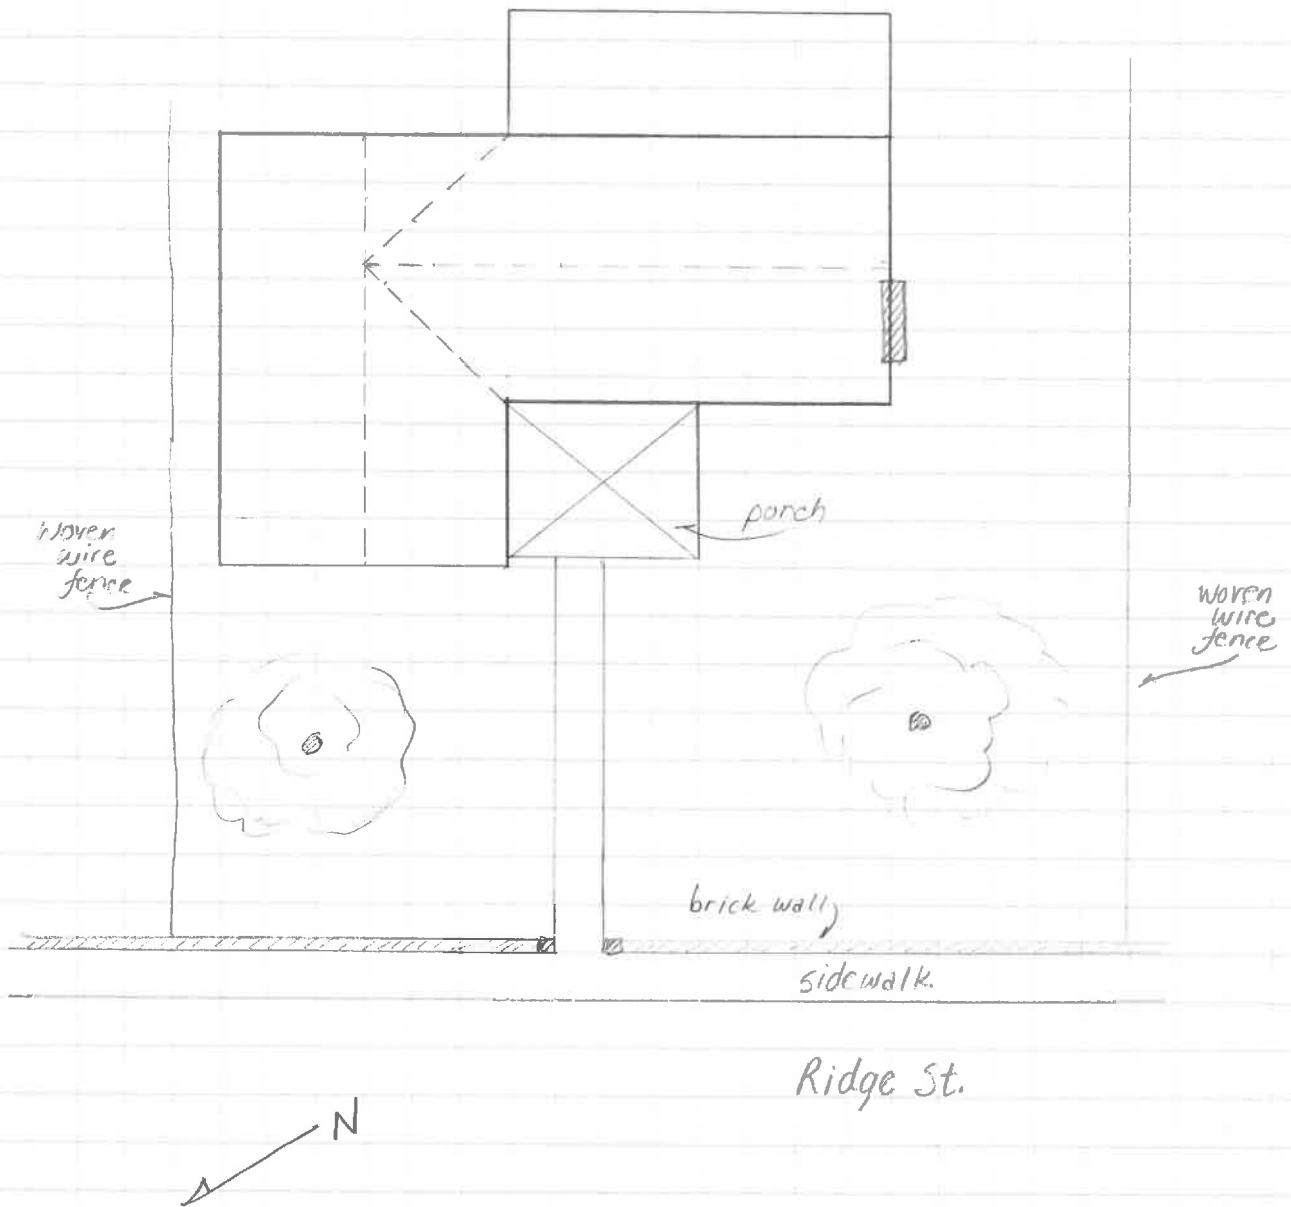 porch
Woven
wire
fence
Woven
wire
fence
brick wall
sidewalk.
Ridge St.
N